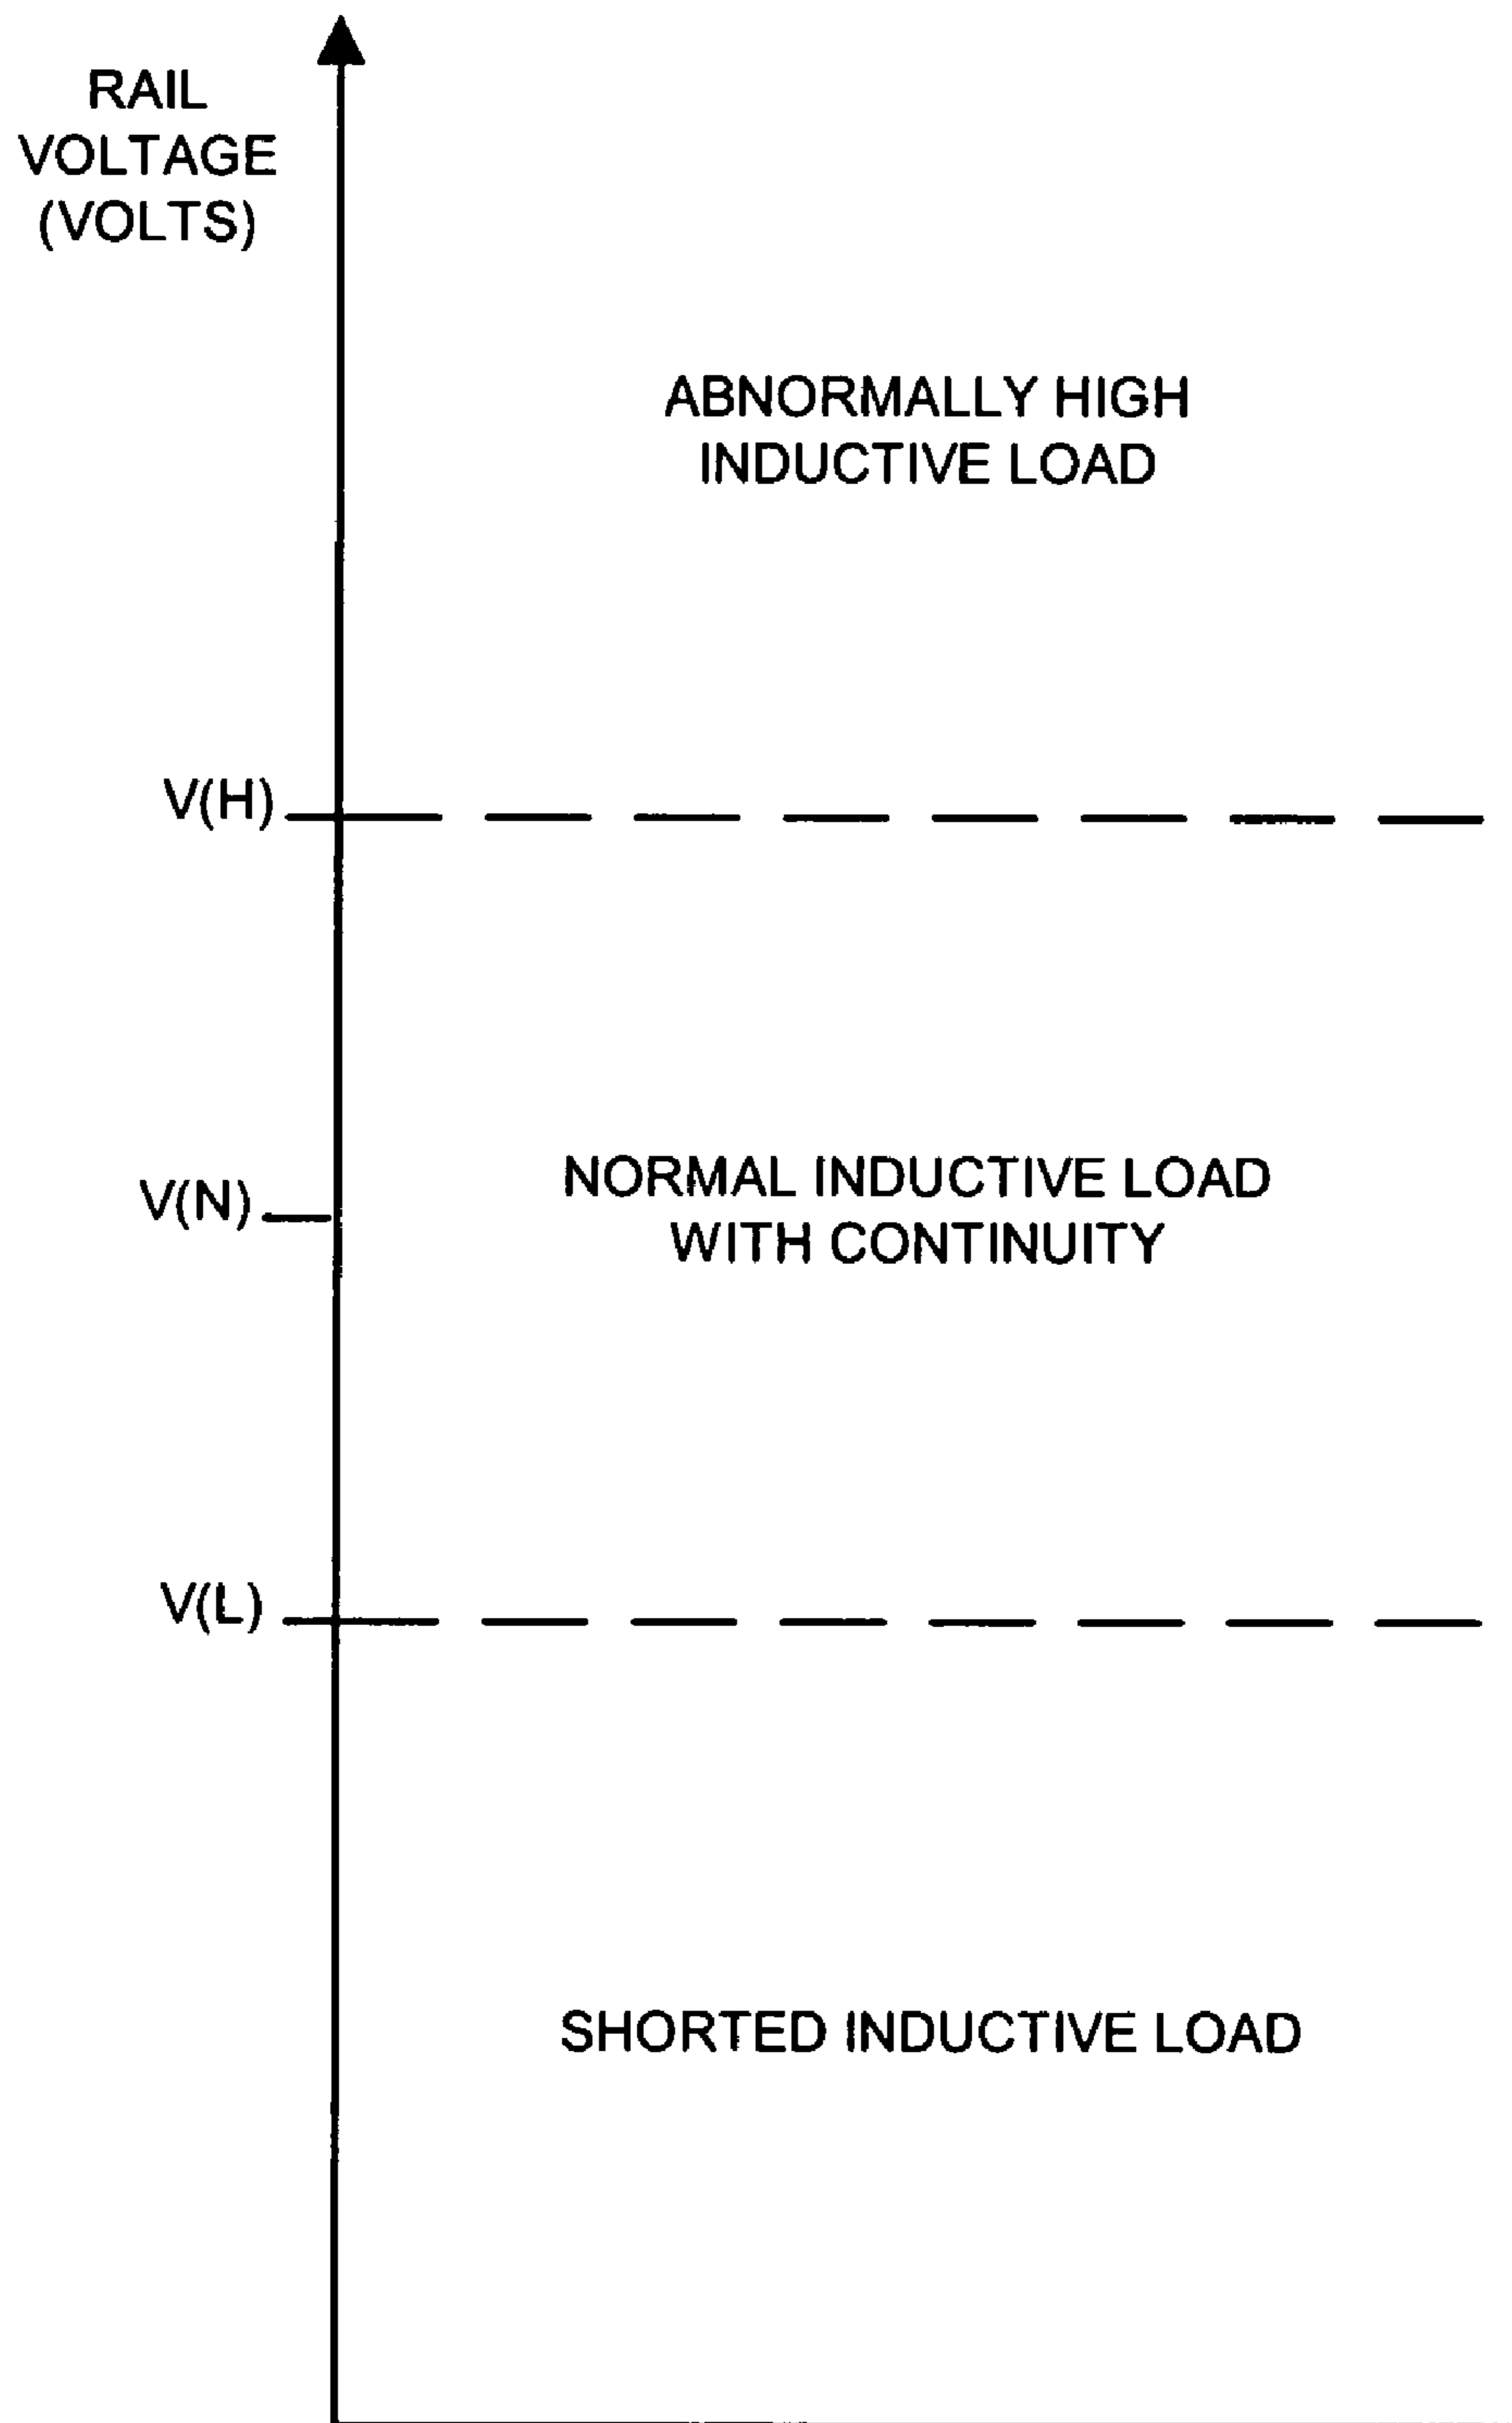 RAIL
VOLTAGE
(VOLTS)
ABNORMALLY HIGH
INDUCTIVE LOAD
V(H)
V(N)
NORMAL INDUCTIVE LOAD
WITH CONTINUITY
V(L)
SHORTED INDUCTIVE LOAD